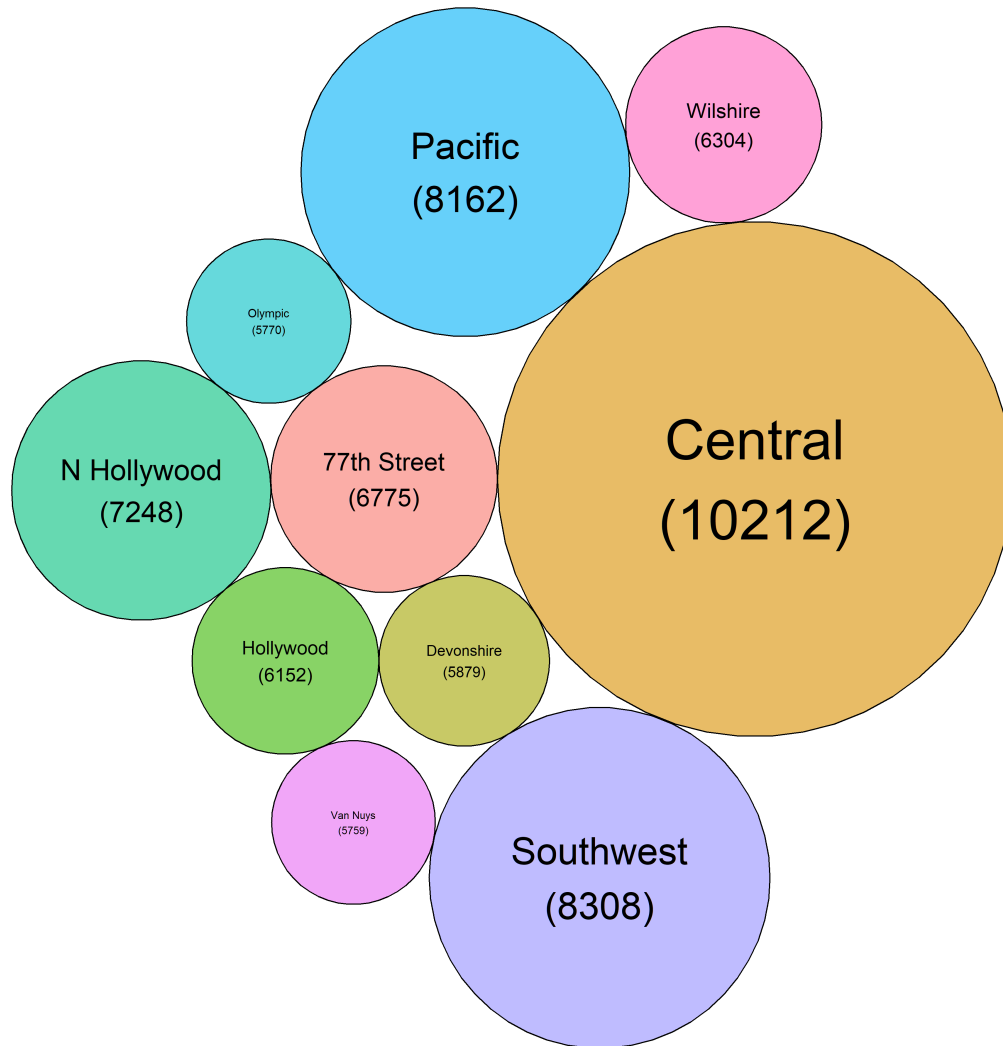 Wilshire
(6304)
Pacific
(8162)
Olympic
(5770)
Central
(10212)
77th Street
(6775)
N Hollywood
(7248)
Hollywood
(6152)
Devonshire
(5879)
Van Nuys
(5759)
Southwest
(8308)